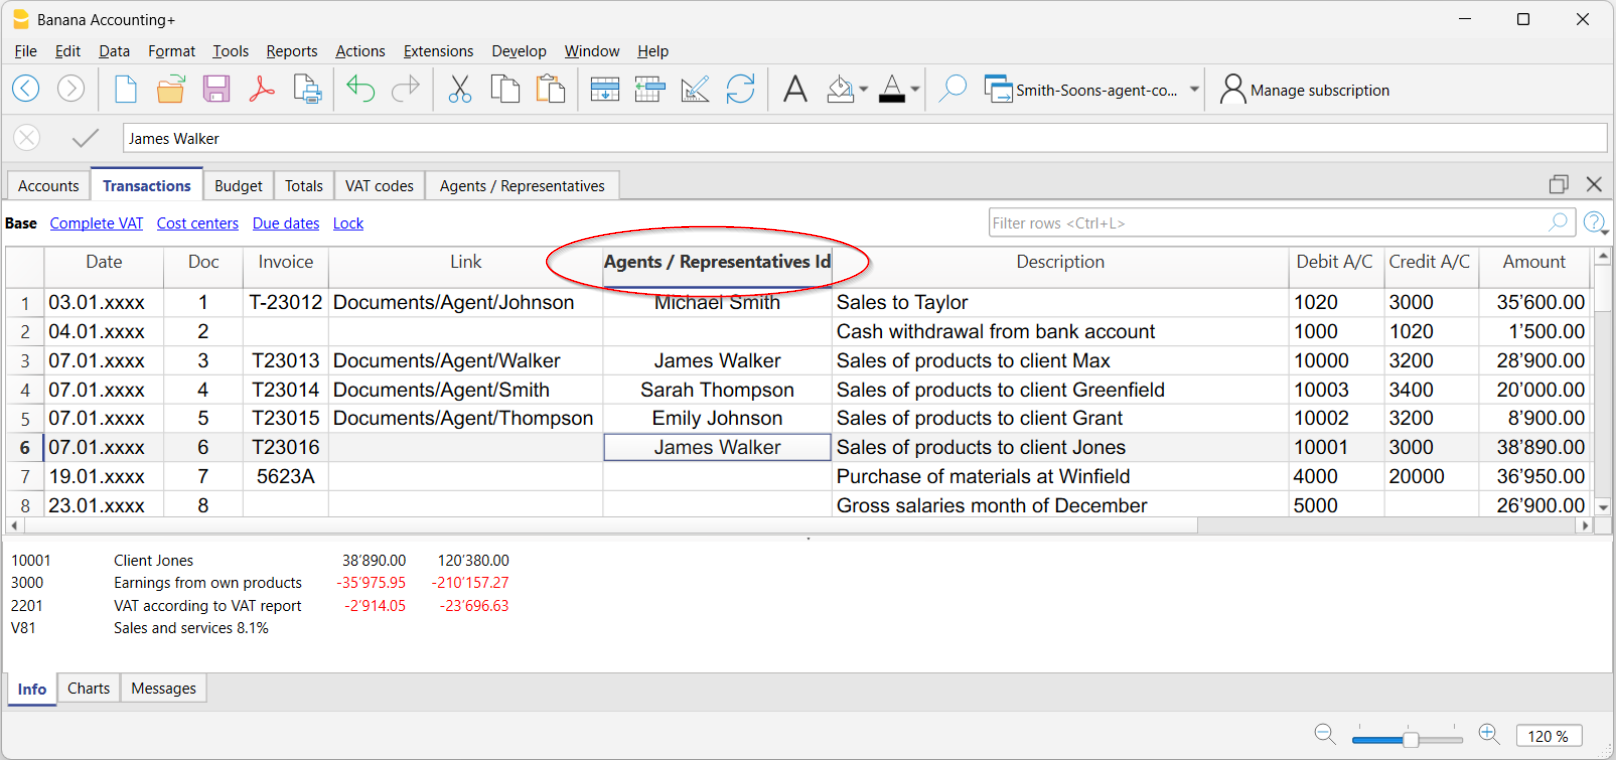 Banana Accounting+
File Edit Data Format Tools Reports Actions Extensions Develop Window Help
Smith-Soons-agent-co... Manage subscription
James Walker
Accounts Transactions Budget Totals VAT codes Agents / Representatives
Base Complete VAT Cost centers Due dates Lock Filter rows <Ctrl+L>
Date Doc Invoice Link Agents / Representatives Id Description Debit A/C Credit A/C Amount
1 03.01.xxxx 1 T-23012 Documents/Agent/Johnson Michael Smith Sales to Taylor 1020 3000 35'600.00
2 04.01.xxxx 2 Cash withdrawal from bank account 1000 1020 1'500.00
3 07.01.xxxx 3 T23013 Documents/Agent/Walker James Walker Sales of products to client Max 10000 3200 28'900.00
4 07.01.xxxx 4 T23014 Documents/Agent/Smith Sarah Thompson Sales of products to client Greenfield 10003 3400 20'000.00
5 07.01.xxxx 5 T23015 Documents/Agent/Thompson Emily Johnson Sales of products to client Grant 10002 3200 8'900.00
6 07.01.xxxx 6 T23016 James Walker Sales of products to client Jones 10001 3000 38'890.00
7 19.01.xxxx 7 5623A Purchase of materials at Winfield 4000 20000 36'950.00
8 23.01.xxxx 8 Gross salaries month of December 5000 26'900.00
10001 Client Jones 38'890.00 120'380.00
3000 Earnings from own products -35'975.95 -210'157.27
2201 VAT according to VAT report -2'914.05 -23'696.63
V81 Sales and services 8.1%
Info Charts Messages
120 %